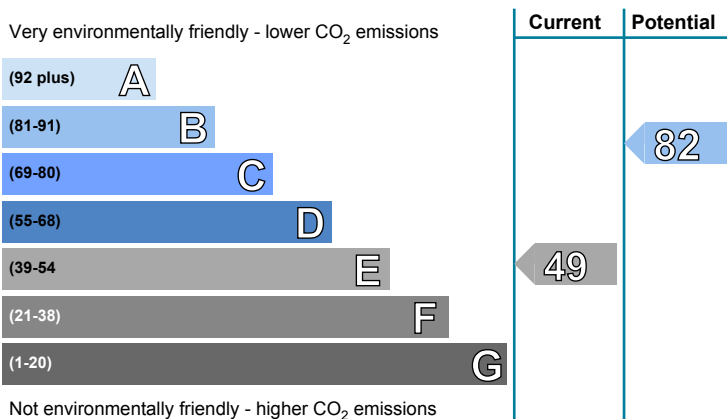 Current Potential
Very environmentally friendly - lower CO₂ emissions
(92 plus) A
(81-91) B
82
(69-80) C
(55-68) D
(39-54 E
49
(21-38) F
(1-20) G
Not environmentally friendly - higher CO₂ emissions